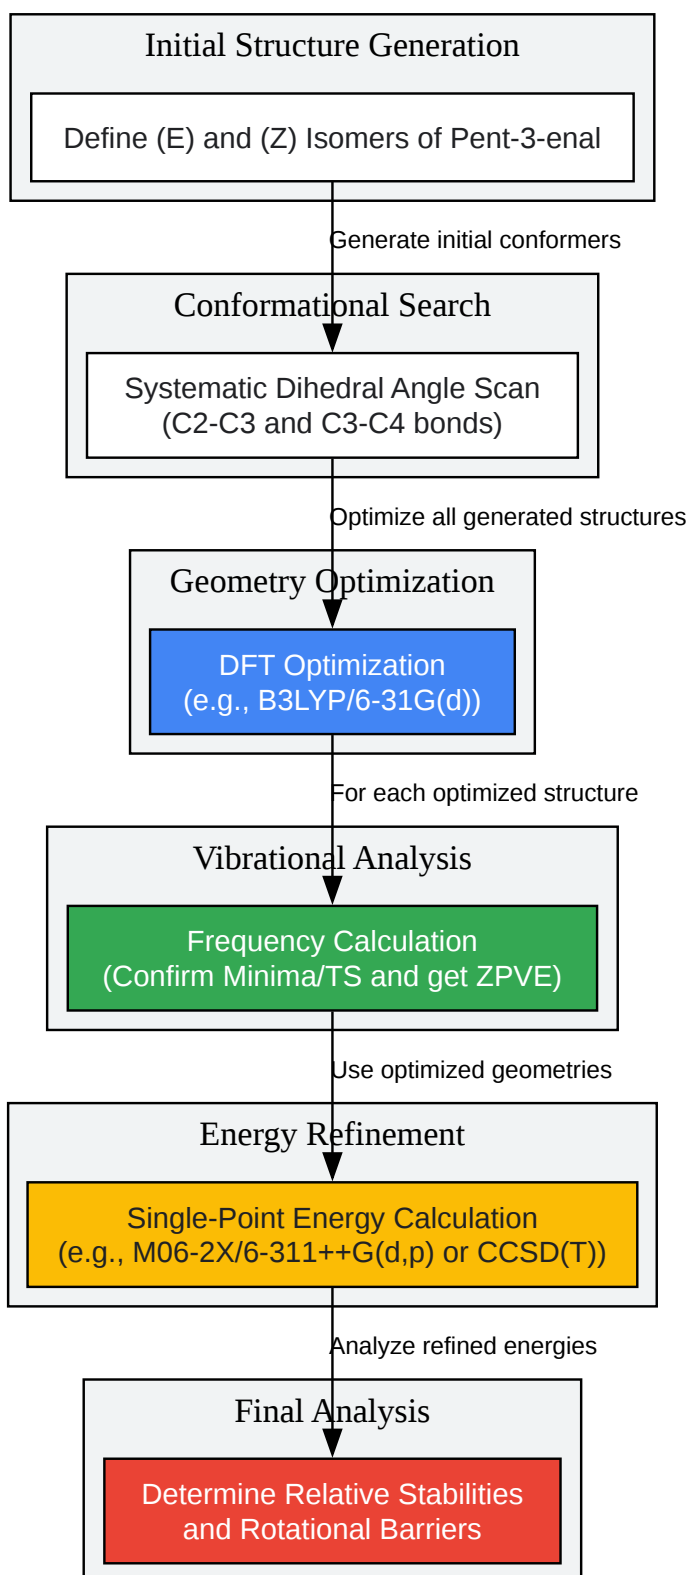 Initial Structure Generation
Define (E) and (Z) Isomers of Pent-3-enal
Generate initial conformers
Conformational Search
Systematic Dihedral Angle Scan
(C2-C3 and C3-C4 bonds)
Optimize all generated structures
Geometry Optimization
DFT Optimization
(e.g., B3LYP/6-31G(d))
For each optimized structure
Vibrational Analysis
Frequency Calculation
(Confirm Minima/TS and get ZPVE)
Use optimized geometries
Energy Refinement
Single-Point Energy Calculation
(e.g., M06-2X/6-311++G(d,p) or CCSD(T))
Analyze refined energies
Final Analysis
Determine Relative Stabilities
and Rotational Barriers